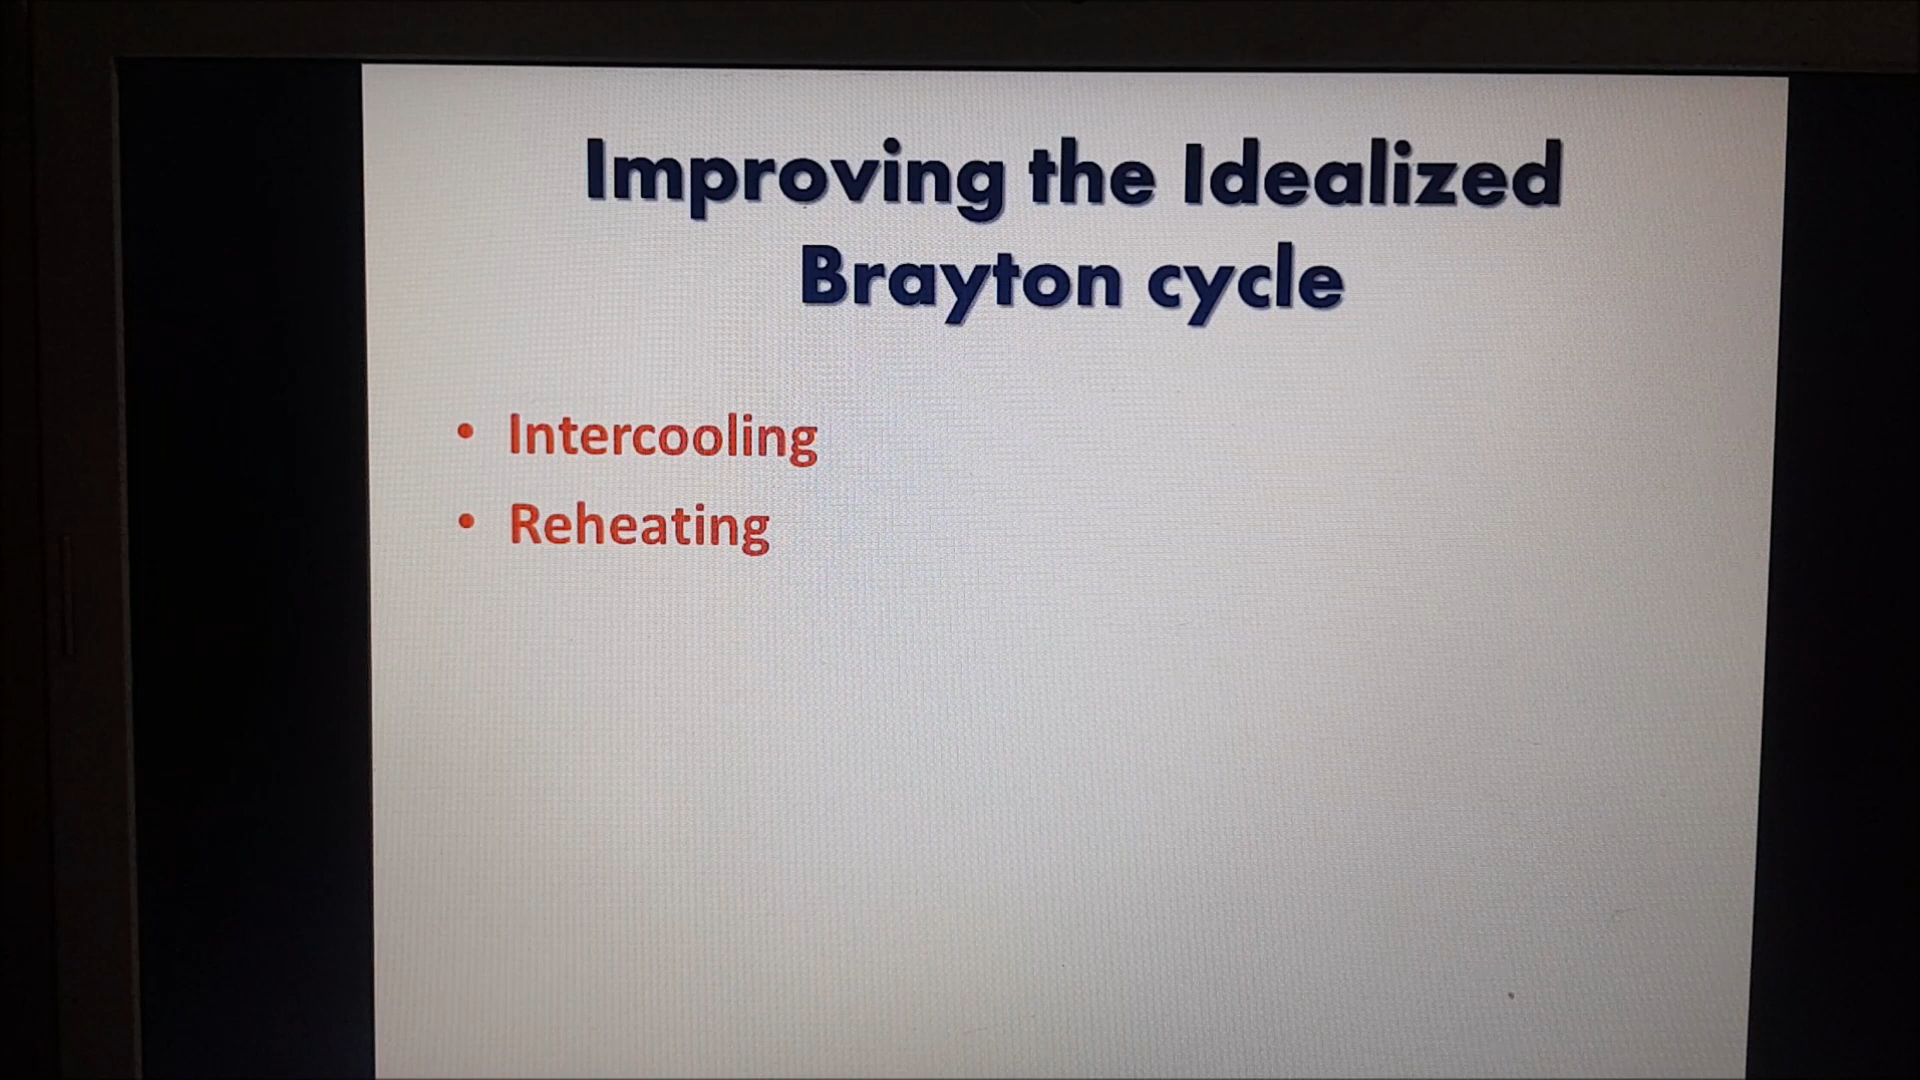 Improving the Idealized
Brayton cycle
• Intercooling
• Reheating